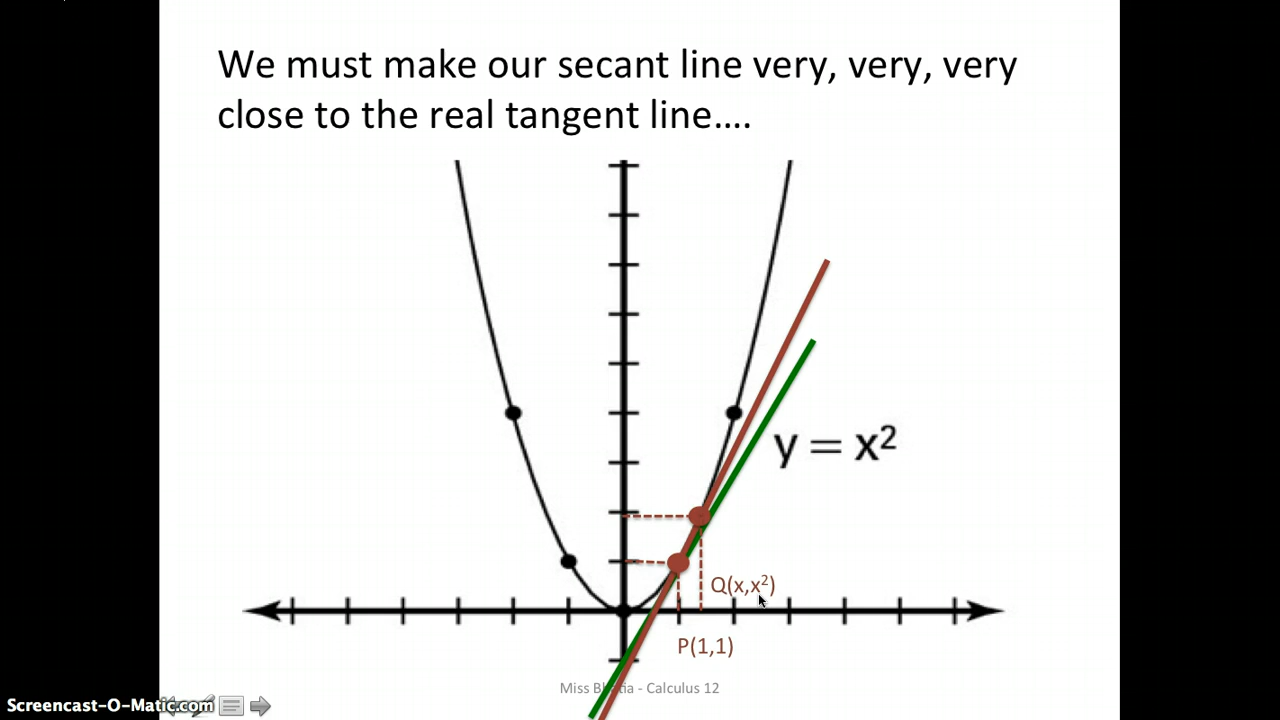 We must make our secant line very, very, very
close to the real tangent line....
y = x²
Q(x,x²)
P(1,1)
Miss - Calculus 12
Screencast-O-Matic.com